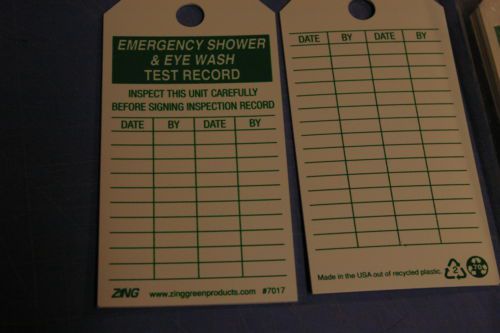 EMERGENCY SHOWER
& EYE WASH
TEST RECORD
INSPECT THIS UNIT CAREFULLY
BEFORE SIGNING INSPECTION RECORD
DATE BY DATE BY
ZING www.zinggreenproducts.com #7017
DATE BY DATE BY
Made in the USA out of recycled plastic.
2